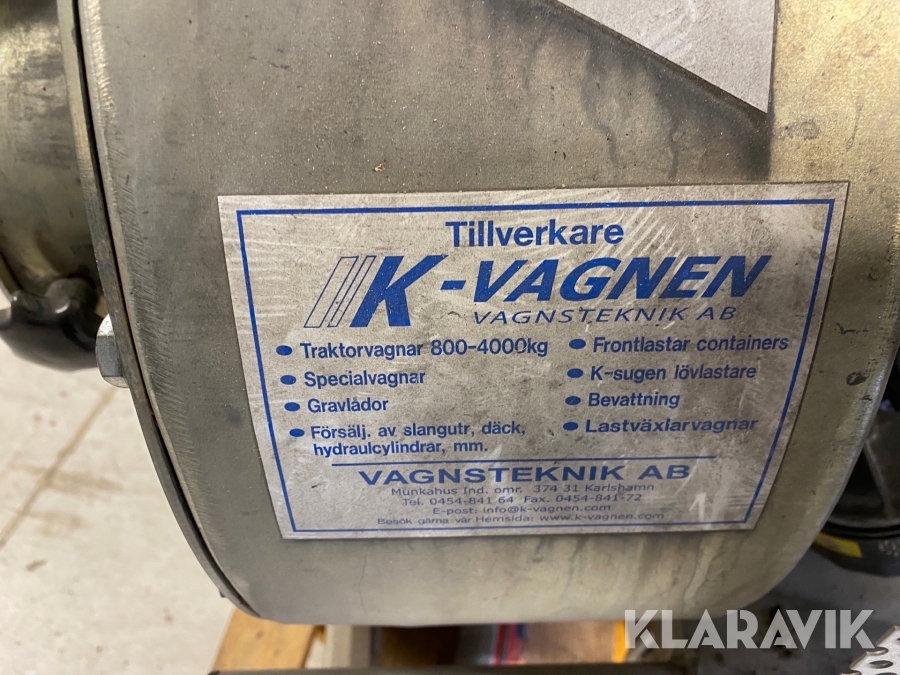 Tillverkare
K-VAGNEN
VAGNSTEKNIK AB
• Traktorvagnar 800-4000kg
• Specialvagnar
• Gravlådor
• Försälj. av slangutr, däck,
hydraulcylindrar, mm.
• Frontlastar containers
• K-sugen lövlastare
• Bevattning
• Lastväxlarvagnar
VAGNSTEKNIK AB
Munkahus Ind. omr. 374 31 Karlshamn
Tel. 0454-841 64 Fax. 0454-841-72
E-post: info@k-vagnen.com
Besök gärna vår Hemsida: www.k-vagnen.com
KLARAVIK